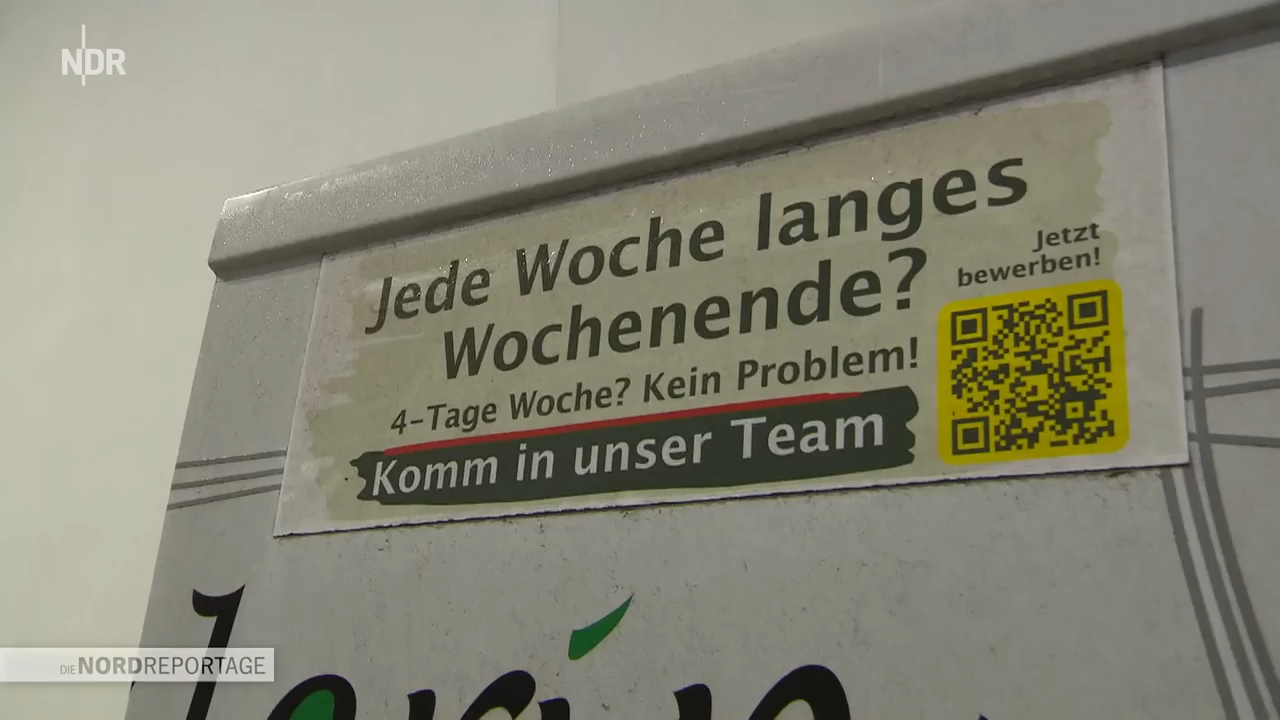 NDR
Jede Woche langes
Wochenende?
4-Tage Woche? Kein Problem!
Komm in unser Team
Jetzt
bewerben!
DIE NORDREPORTAGE